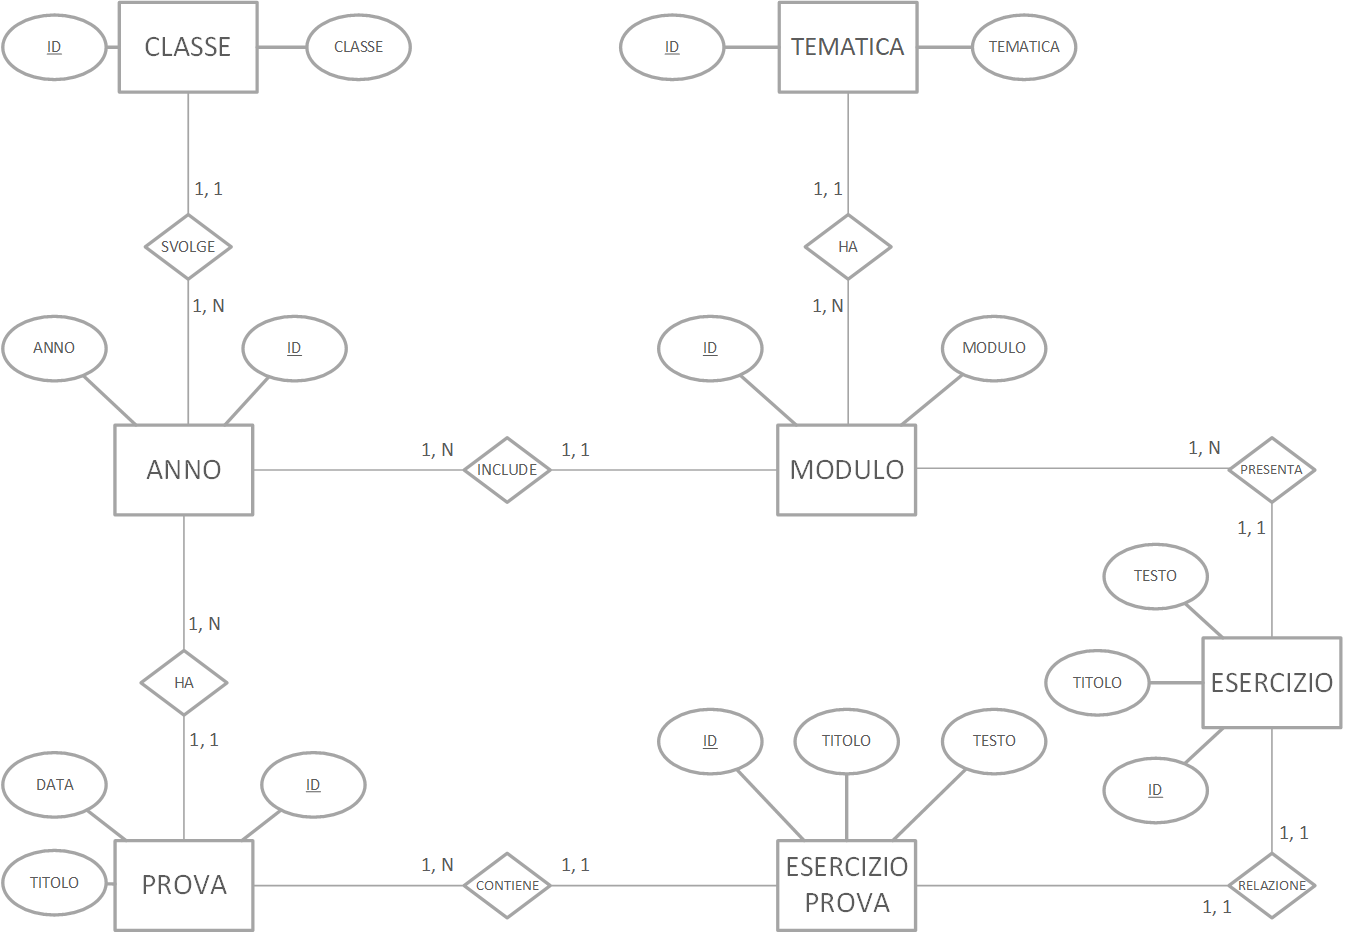 ID
CLASSE
CLASSE
ID
TEMATICA
TEMATICA
1, 1
1, 1
SVOLGE
HA
1, N
1, N
ANNO
ID
ID
MODULO
ANNO
1, N
INCLUDE
1, 1
MODULO
1, N
PRESENTA
1, 1
TESTO
1, N
HA
TITOLO
ESERCIZIO
1, 1
ID
TITOLO
TESTO
DATA
ID
ID
1, 1
TITOLO
PROVA
1, N
CONTIENE
1, 1
ESERCIZIO
PROVA
RELAZIONE
1, 1